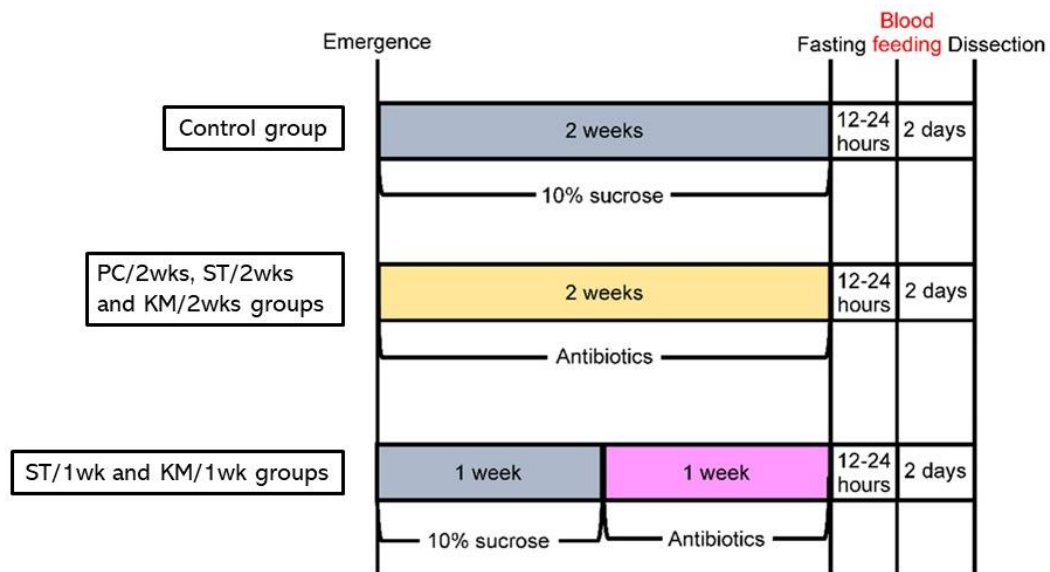 Emergence
Blood
Fasting feeding Dissection
Control group
2 weeks
12-24
hours
2 days
10% sucrose
PC/2wks, ST/2wks
and KM/2wks groups
2 weeks
12-24
hours
2 days
Antibiotics
ST/1wk and KM/1wk groups
1 week
1 week
12-24
hours
2 days
10% sucrose
Antibiotics